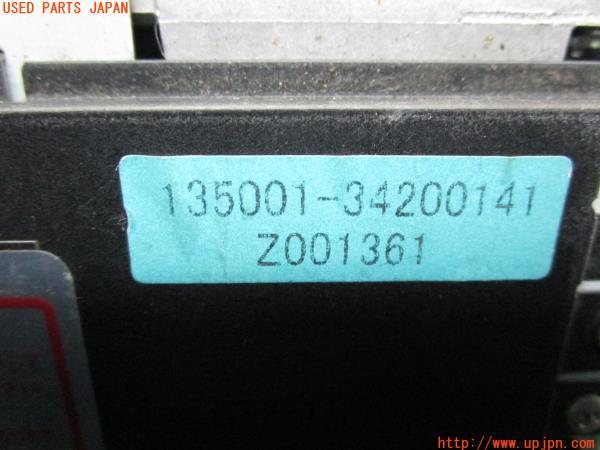 USED PARTS JAPAN
135001-34200141
Z001361
http://www.upjpn.com/